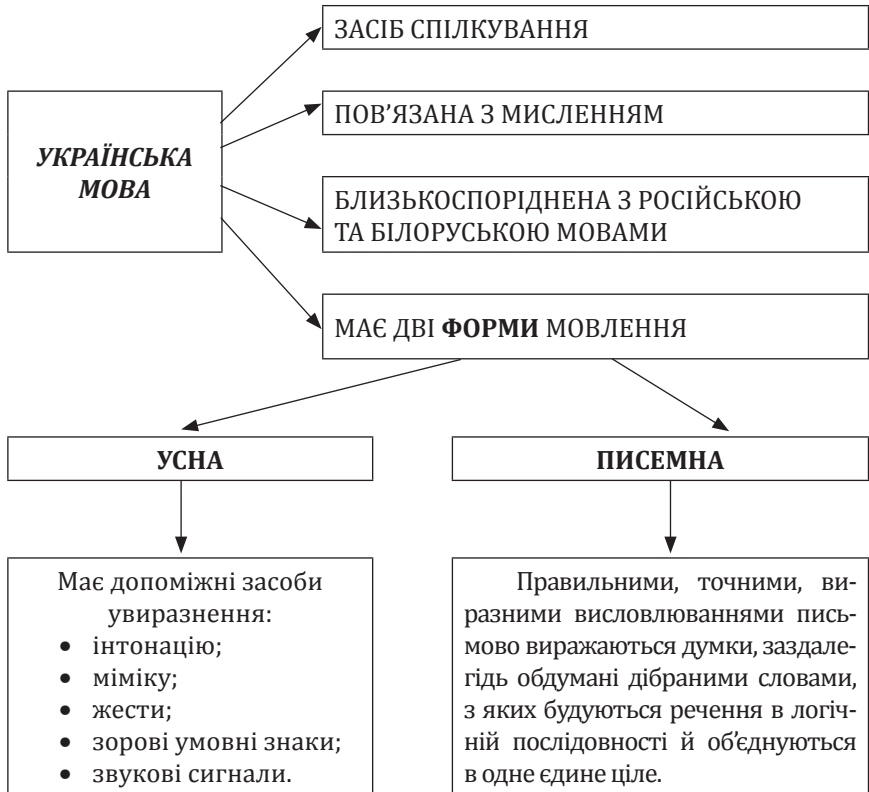 ЗАСІБ СПІЛКУВАННЯ
ПОВ’ЯЗАНА З МИСЛЕННЯМ
УКРАЇНСЬКА
МОВА
БЛИЗЬКОСПОРІДНЕНА З РОСІЙСЬКОЮ
ТА БІЛОРУСЬКОЮ МОВАМИ
МАЄ ДВІ ФОРМИ МОВЛЕННЯ
УСНА
Має допоміжні засоби
увиразнення:
• інтонацію;
• міміку;
• жести;
• зорові умовні знаки;
• звукові сигнали.
ПИСЕМНА
Правильними, точними, ви-
разними висловлюваннями пись-
мово виражаються думки, заздале-
гідь обдумані дібраними словами,
з яких будуються речення в логіч-
ній послідовності й об’єднуються
в одне єдине ціле.